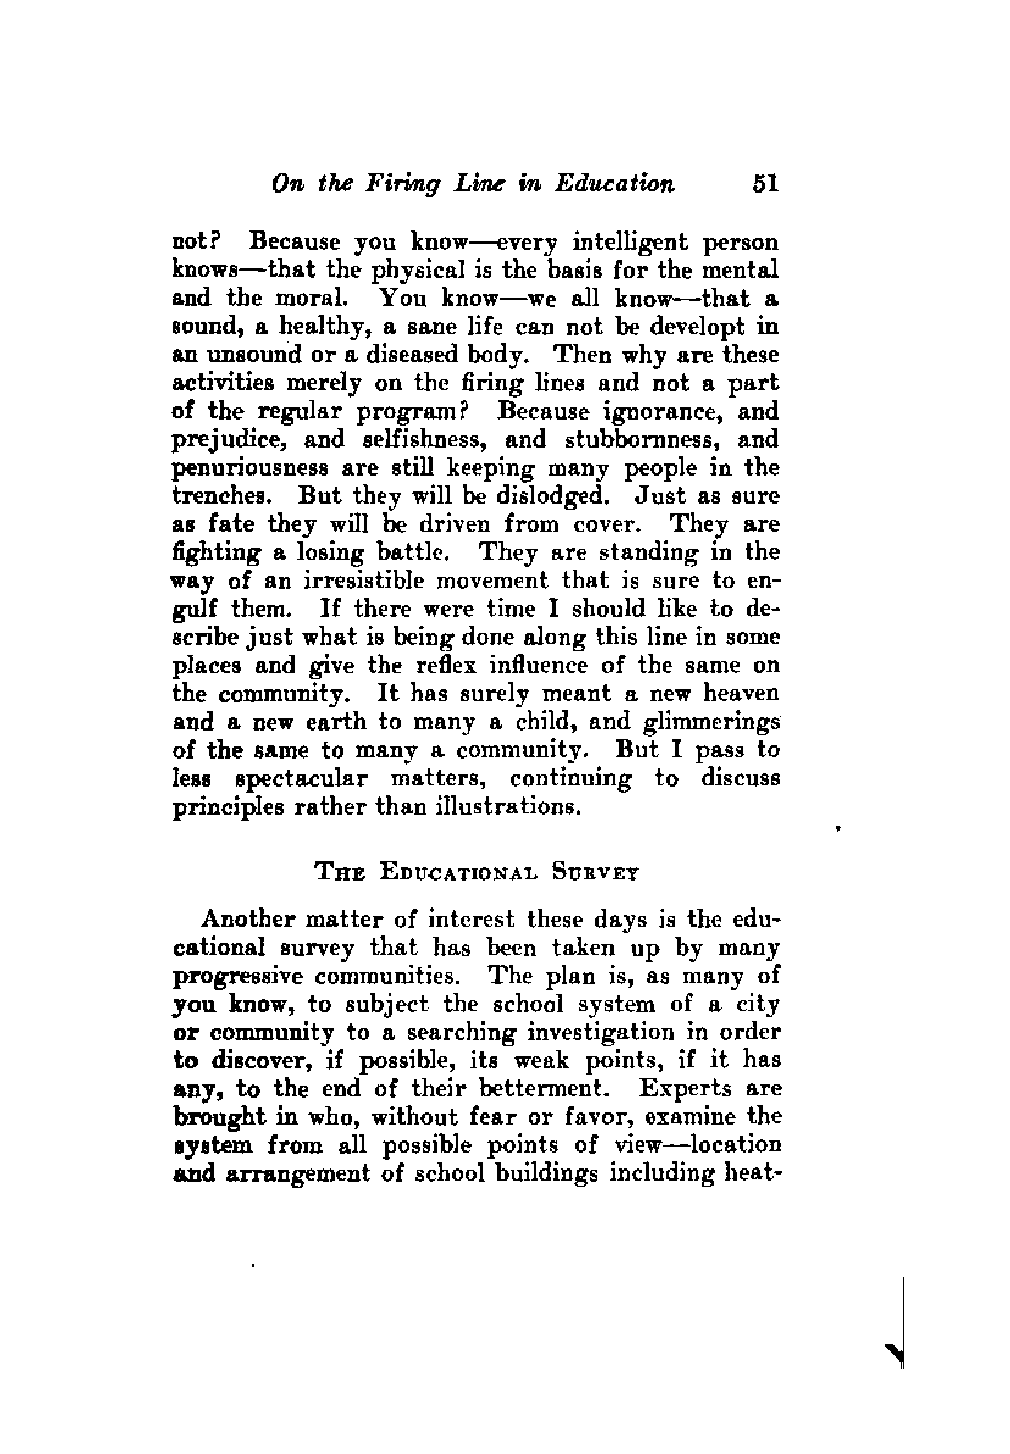 On the Firing Line in Education 51
not? Because you know—every intelligent person
knows—that the physical is the basis for the mental
and the moral. You know—we all know—that a
sound, a healthy, a sane life can not be developt in
an unsound or a diseased body. Then why are these
activities merely on the firing lines and not a part
of the regular program? Because ignorance, and
prejudice, and selfishness, and stubbornness, and
penuriousness are still keeping many people in the
trenches. But they will be dislodged. Just as sure
as fate they will be driven from cover. They are
fighting a losing battle. They are standing in the
way of an irresistible movement that is sure to en-
gulf them. If there were time I should like to de-
scribe just what is being done along this line in some
places and give the reflex influence of the same on
the community. It has surely meant a new heaven
and a new earth to many a child, and glimmerings
of the same to many a community. But I pass to
less spectacular matters, continuing to discuss
principles rather than illustrations.
THE EDUCATIONAL SURVEY
Another matter of interest these days is the edu-
cational survey that has been taken up by many
progressive communities. The plan is, as many of
you know, to subject the school system of a city
or community to a searching investigation in order
to discover, if possible, its weak points, if it has
any, to the end of their betterment. Experts are
brought in who, without fear or favor, examine the
system from all possible points of view—location
and arrangement of school buildings including heat-